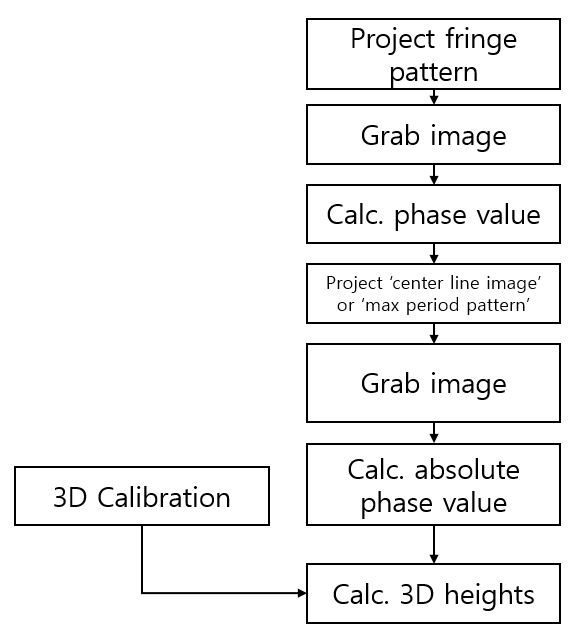 Project fringe
pattern
Grab image
Calc. phase value
Project ‘center line image’
or ‘max period pattern’
Grab image
Calc. absolute
phase value
3D Calibration
Calc. 3D heights